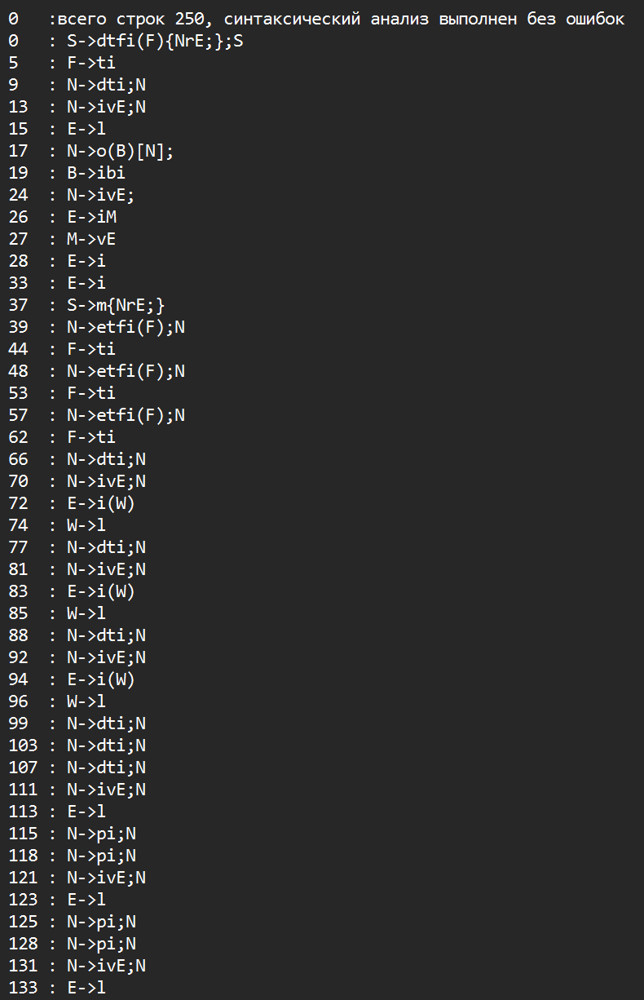 0   :всего строк 250, синтаксический анализ выполнен без ошибок
0   : S->dtfi(F){NrE;};S
5   : F->ti
9   : N->dti;N
13  : N->ivE;N
15  : E->l
17  : N->o(B)[N];
19  : B->ibi
24  : N->ivE;
26  : E->iM
27  : M->vE
28  : E->i
33  : E->i
37  : S->m{NrE;}
39  : N->etfi(F);N
44  : F->ti
48  : N->etfi(F);N
53  : F->ti
57  : N->etfi(F);N
62  : F->ti
66  : N->dti;N
70  : N->ivE;N
72  : E->i(W)
74  : W->l
77  : N->dti;N
81  : N->ivE;N
83  : E->i(W)
85  : W->l
88  : N->dti;N
92  : N->ivE;N
94  : E->i(W)
96  : W->l
99  : N->dti;N
103 : N->dti;N
107 : N->dti;N
111 : N->ivE;N
113 : E->l
115 : N->pi;N
118 : N->pi;N
121 : N->ivE;N
123 : E->l
125 : N->pi;N
128 : N->pi;N
131 : N->ivE;N
133 : E->l